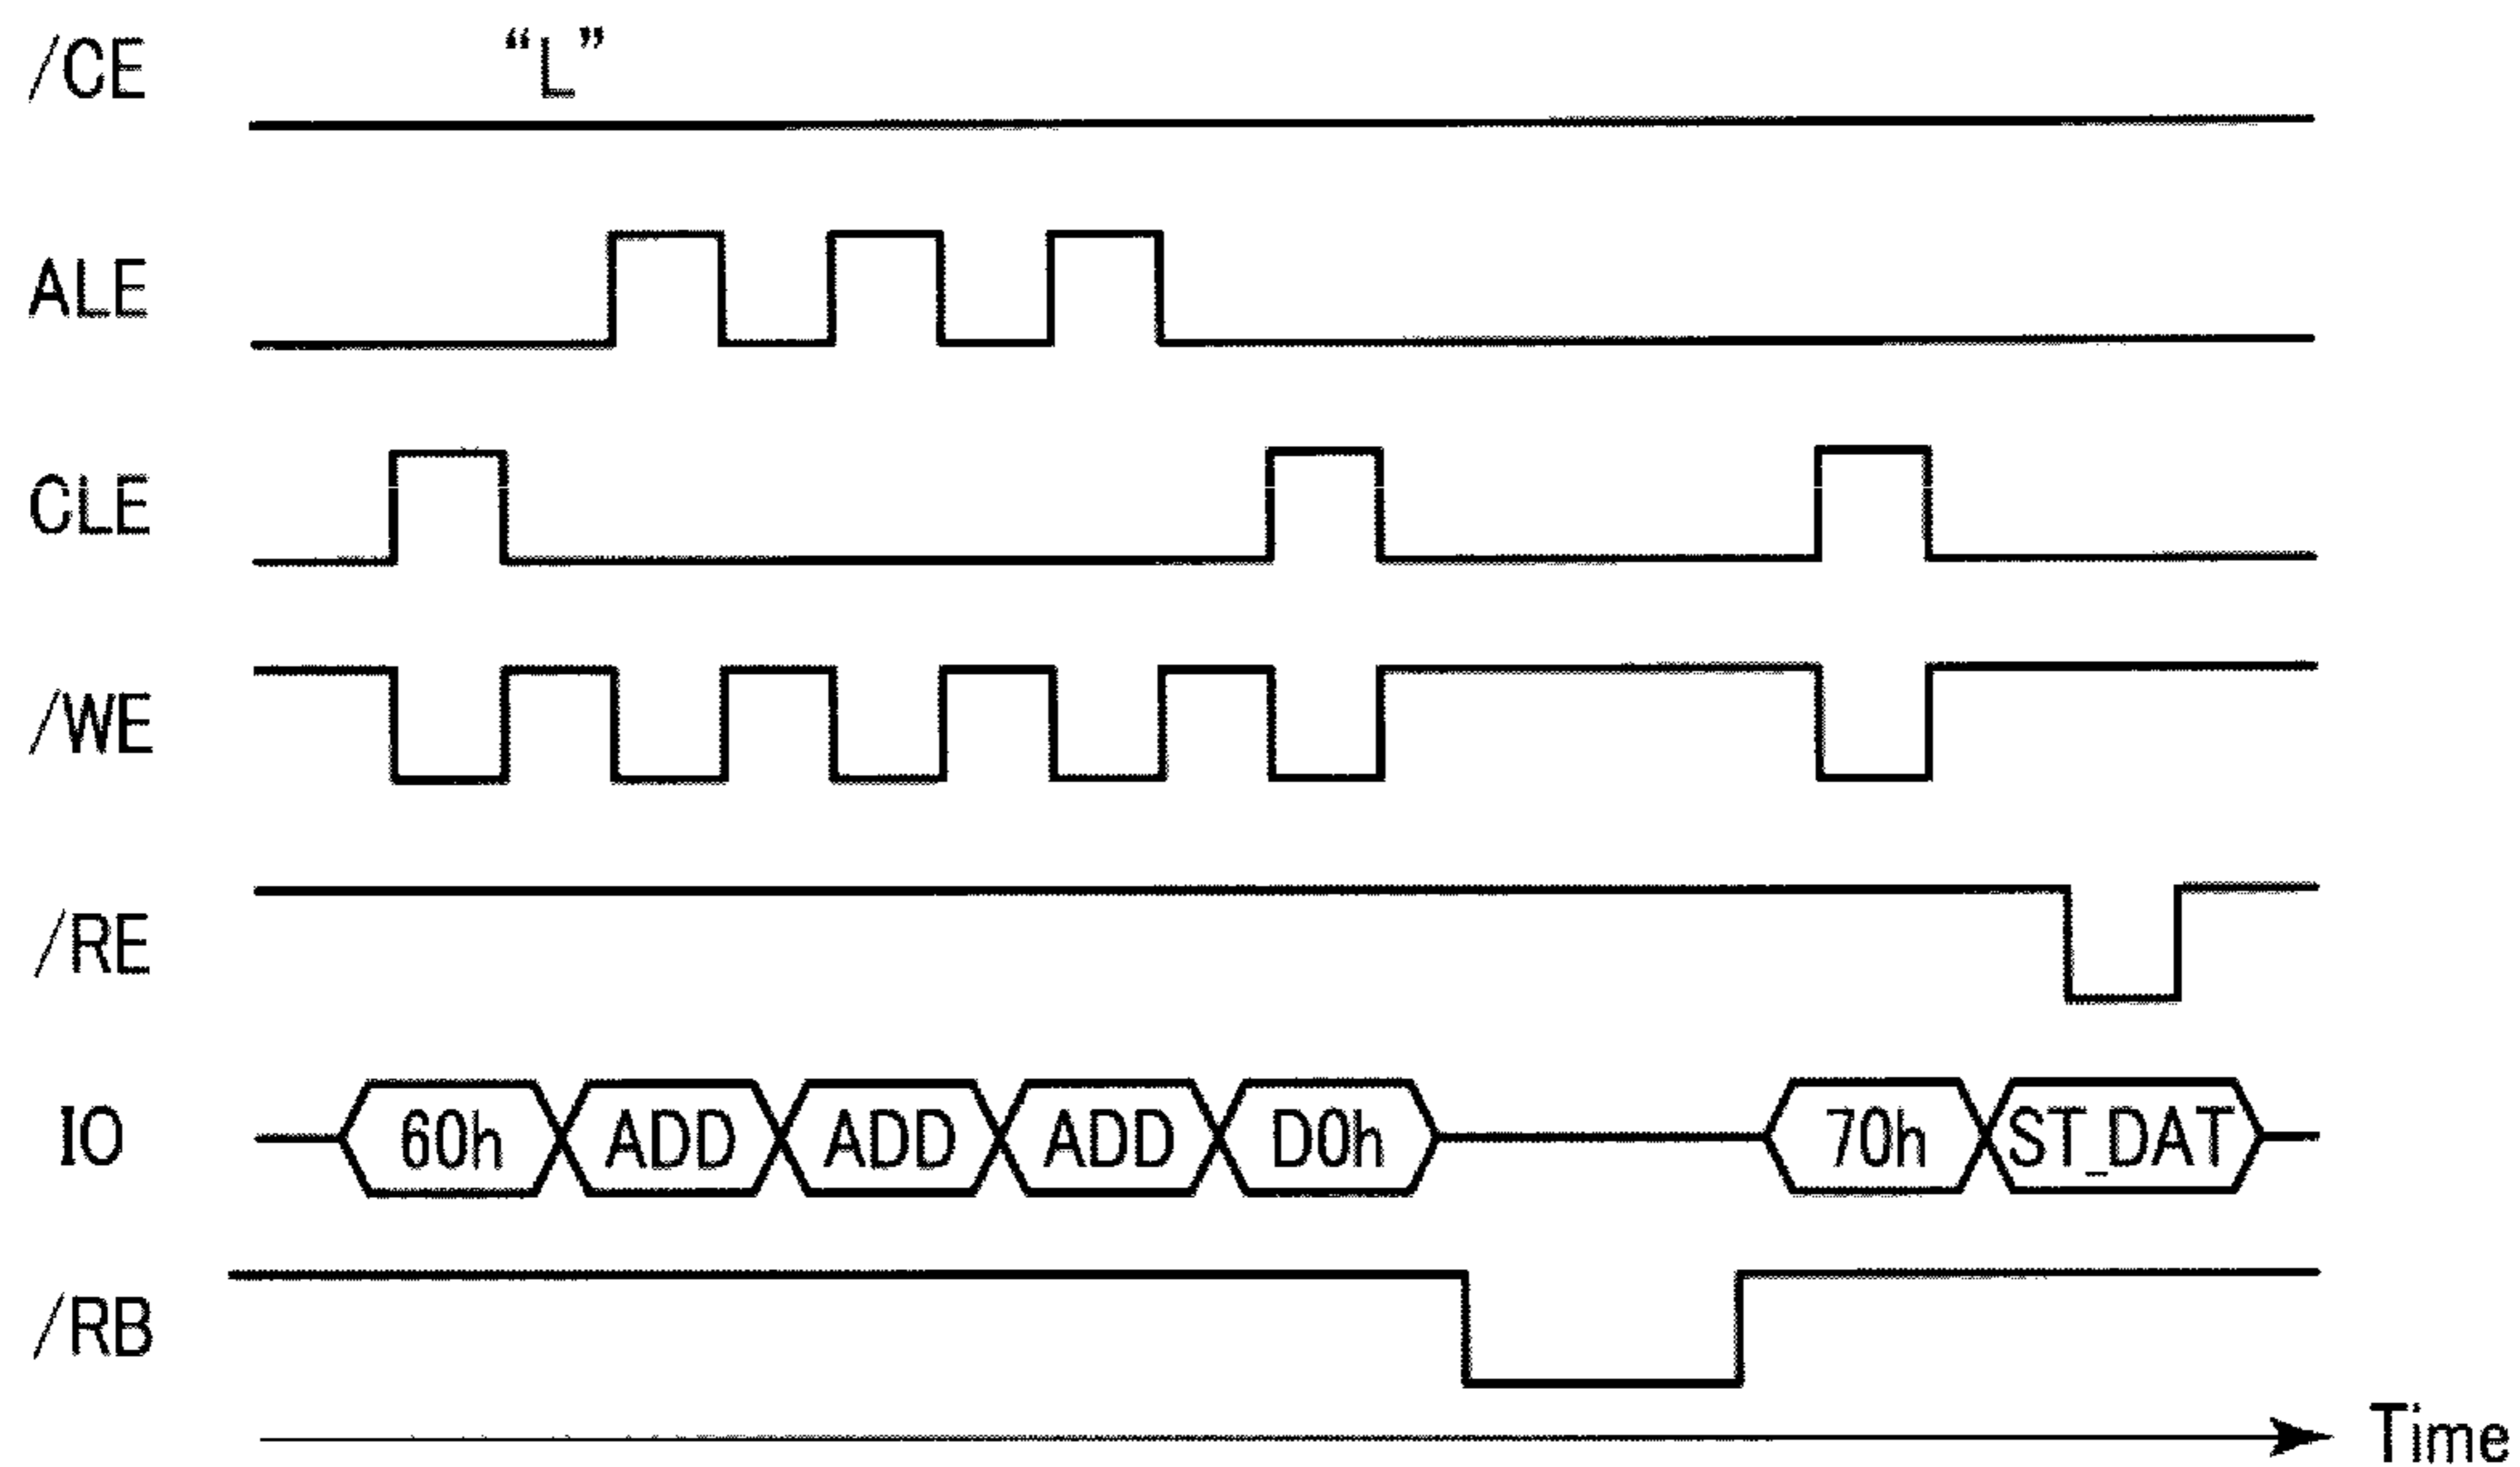 /CE “L”
ALE
CLE
/WE
/RE
IO 60h ADD ADD ADD D0h 70h ST_DAT
/RB
Time